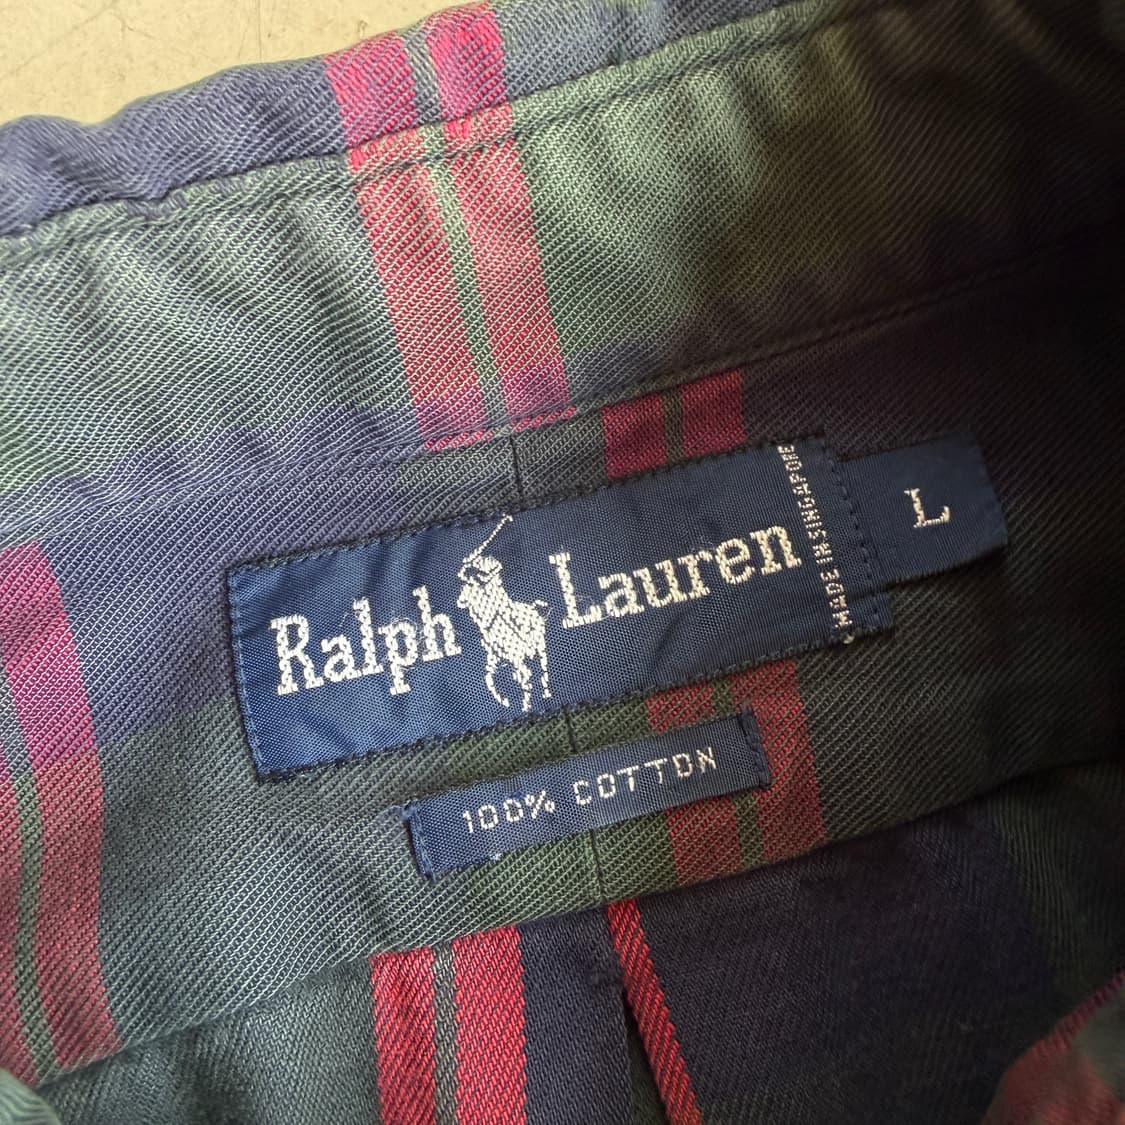 Ralph Lauren
MADE IN SINGAPORE
L
100% COTTON